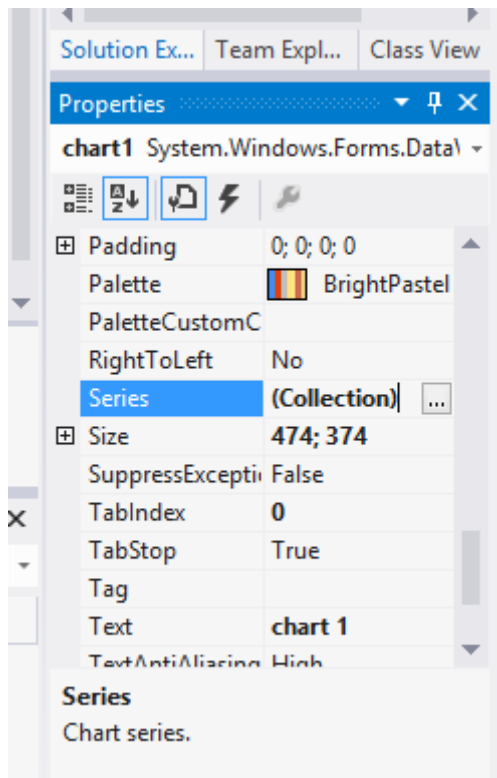 Solution Ex... Team Expl... Class View
Properties
chart1 System.Windows.Forms.Data\
Padding 0; 0; 0; 0
Palette BrightPastel
PaletteCustomC
RightToLeft No
Series (Collection) ...
Size 474; 374
SuppressExcepti False
TabIndex 0
TabStop True
Tag
Text chart 1
TextAntiAliasing High
Series
Chart series.